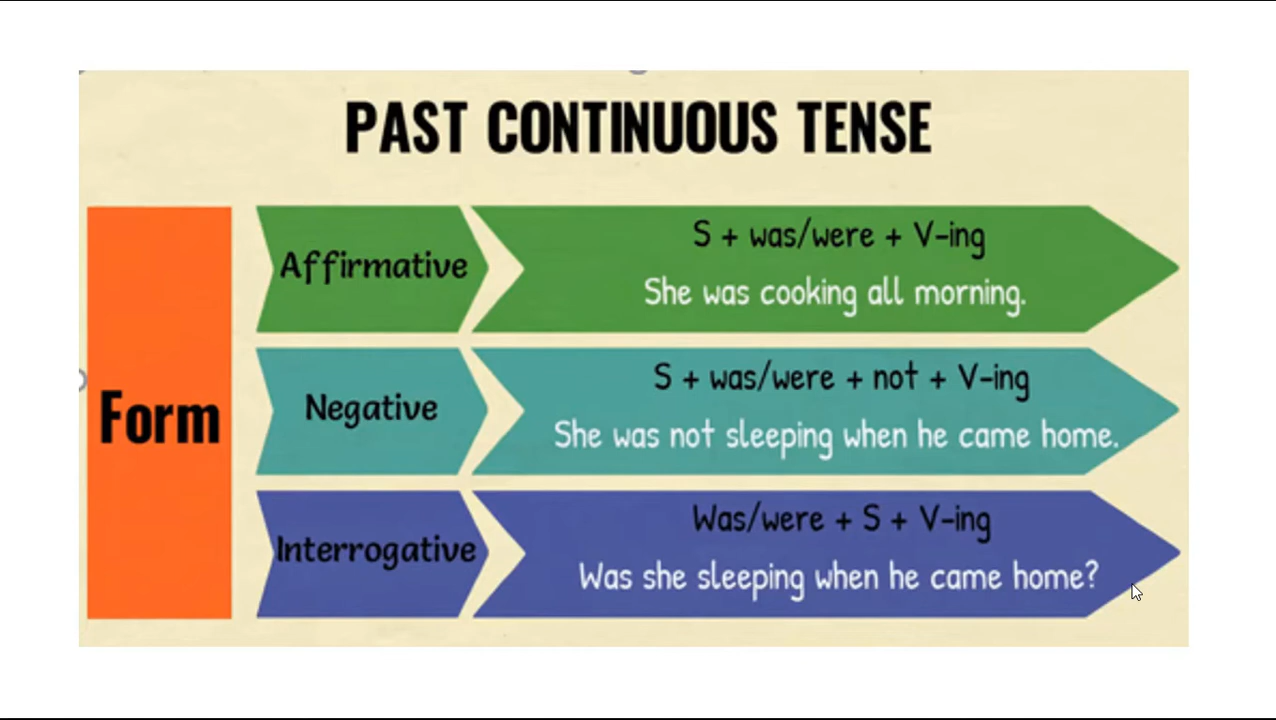 PAST CONTINUOUS TENSE
Form
Affirmative
S + was/were + V-ing
She was cooking all morning.
Negative
S + was/were + not + V-ing
She was not sleeping when he came home.
Interrogative
Was/were + S + V-ing
Was she sleeping when he came home?